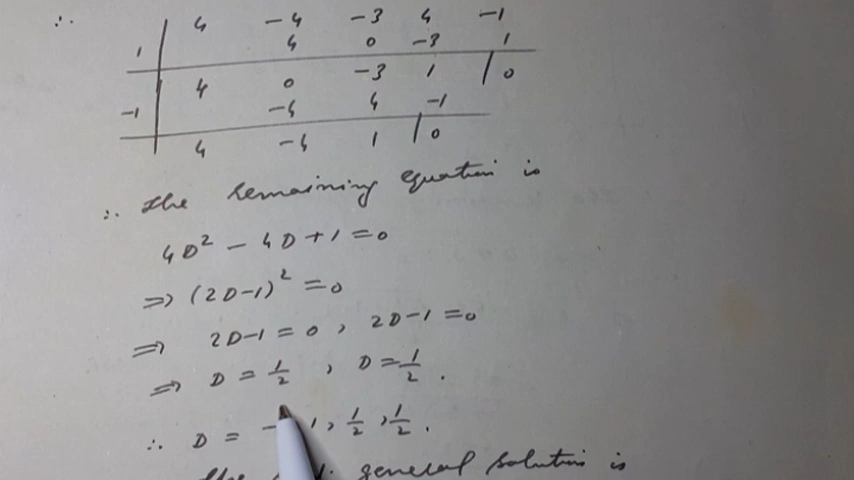 ∴ 4 -4 -3 4 -1
1 | 4 0 -3 1
4 0 -3 1 | 0
-1 | -4 4 -1
4 -4 1 | 0
∴ The remaining equation is
4D² - 4D + 1 = 0
⇒ (2D-1)² = 0
⇒ 2D-1 = 0 , 2D-1 = 0
⇒ D = 1/2 , D = 1/2 .
∴ D = - 1, 1/2 , 1/2 .
The general solution is